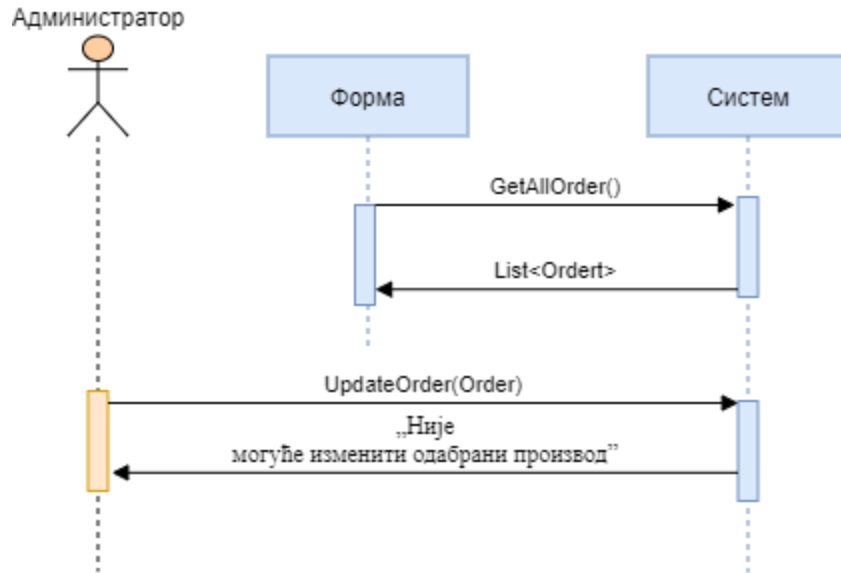 Администратор
Форма
Систем
GetAllOrder()
List<Ordert>
UpdateOrder(Order)
„Није
могуће изменити одабрани производ”